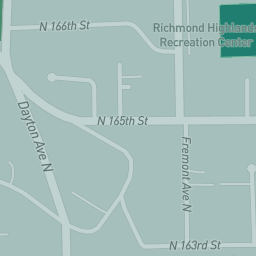 N 166th St
Richmond Highlands
Recreation Center
N 165th St
Dayton Ave N
Fremont Ave N
N 163rd St